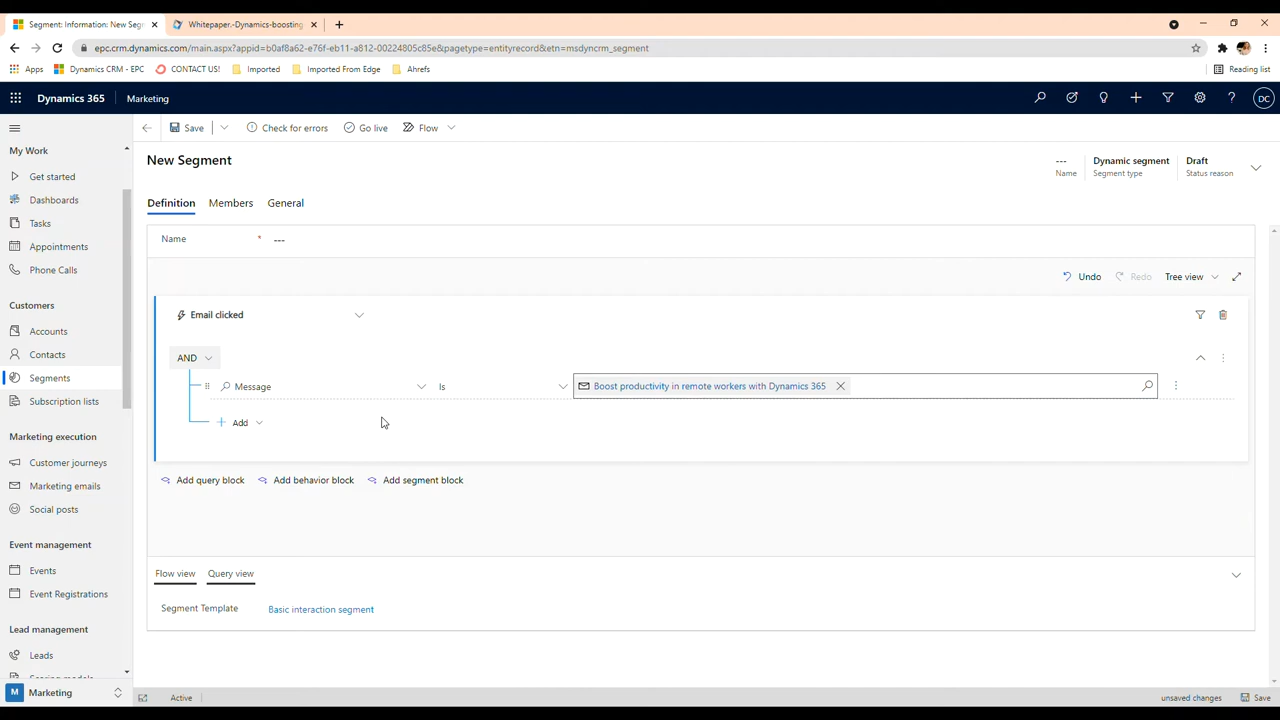 Segment: Information: New Seg
Whitepaper.-Dynamics-boosting-
epc.crm.dynamics.com/main.aspx?appid=b0af8a62-e76f-eb11-a812-00224805c85e&pagetype=entityrecord&etn=msdyncrm_segment
Apps
Dynamics CRM - EPC
CONTACT US!
Imported
Imported From Edge
Ahrefs
Reading list
Dynamics 365
Marketing
DC
Save
Check for errors
Go live
Flow
My Work
Get started
Dashboards
Tasks
Appointments
Phone Calls
Customers
Accounts
Contacts
Segments
Subscription lists
Marketing execution
Customer journeys
Marketing emails
Social posts
Event management
Events
Event Registrations
Lead management
Leads
M Marketing
New Segment
---
Name
Dynamic segment
Segment type
Draft
Status reason
Definition
Members
General
Name * ---
Undo
Redo
Tree view
Email clicked
AND
Message
Is
Boost productivity in remote workers with Dynamics 365
Add
Add query block
Add behavior block
Add segment block
Flow view
Query view
Segment Template
Basic interaction segment
Active
unsaved changes
Save